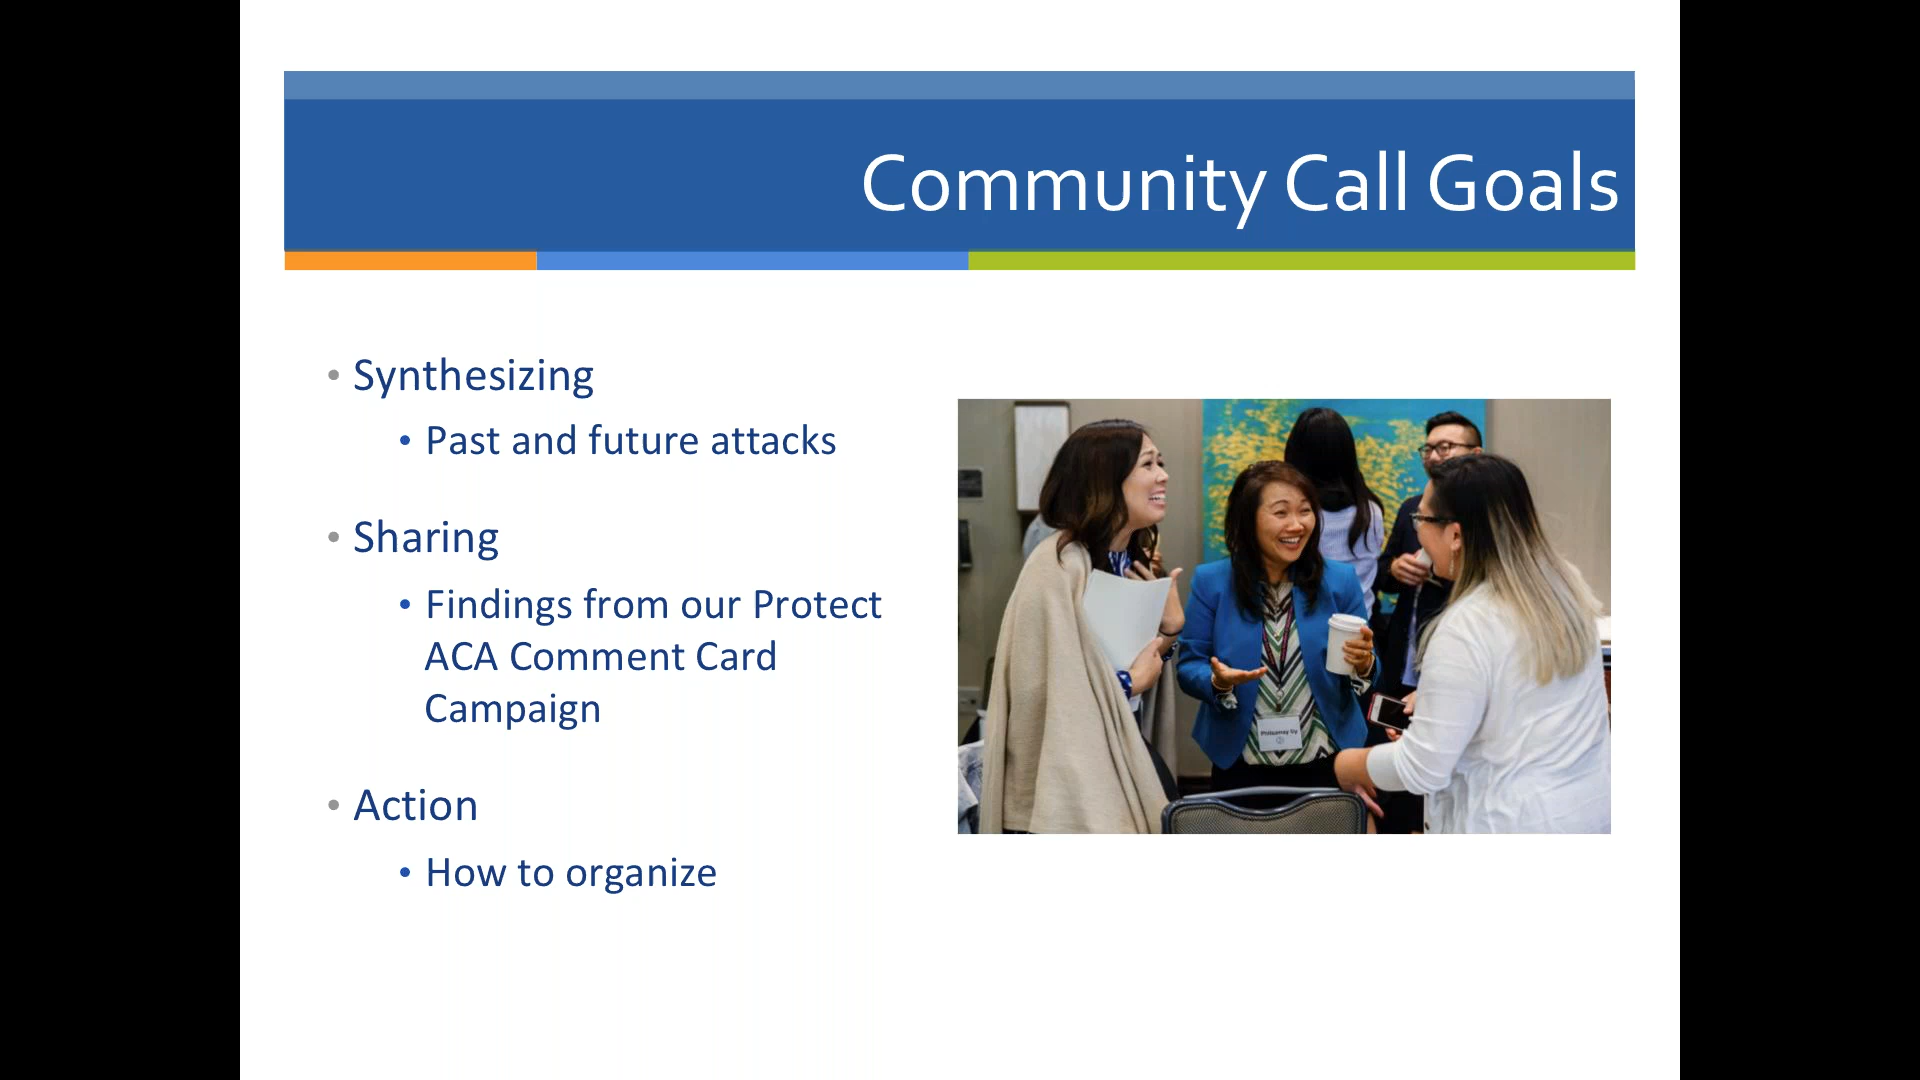 Community Call Goals
• Synthesizing
• Past and future attacks
• Sharing
• Findings from our Protect
ACA Comment Card
Campaign
• Action
• How to organize